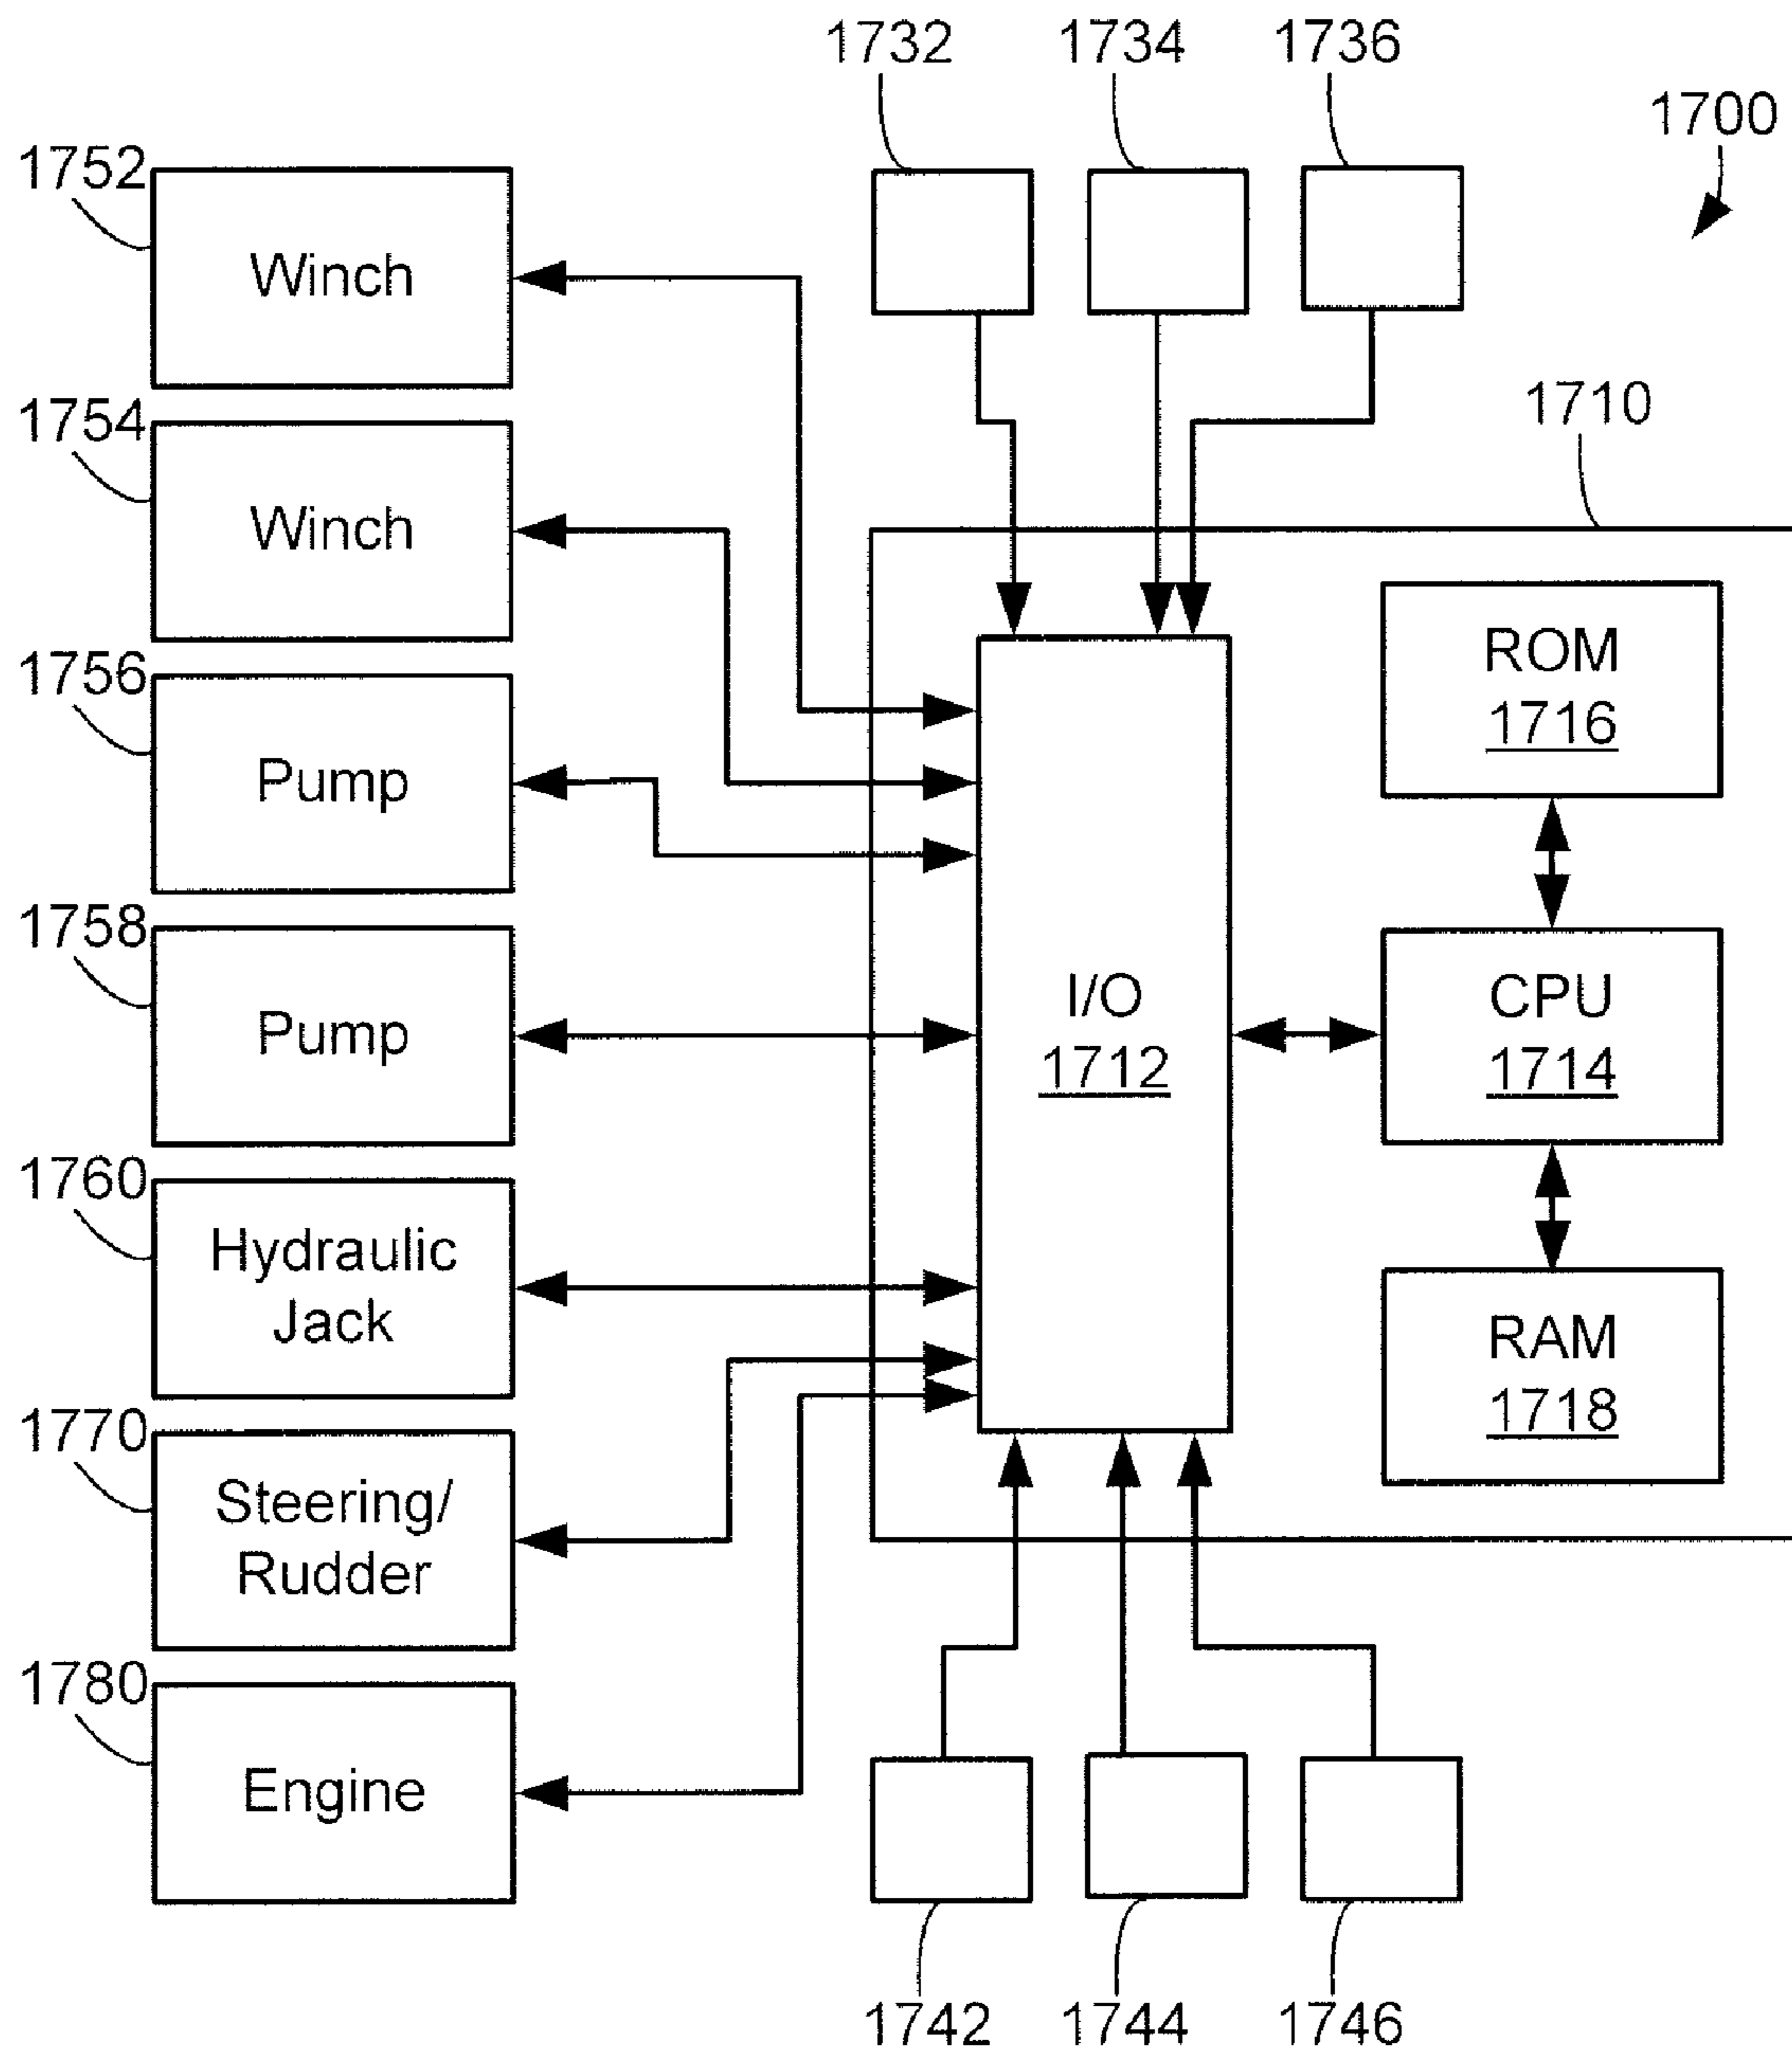 1732 1734 1736
1700
1752
Winch
1710
1754
Winch
1756
Pump
ROM
1716
1758
Pump
I/O
1712
CPU
1714
1760
Hydraulic
Jack
RAM
1718
1770
Steering/
Rudder
1780
Engine
1742 1744 1746